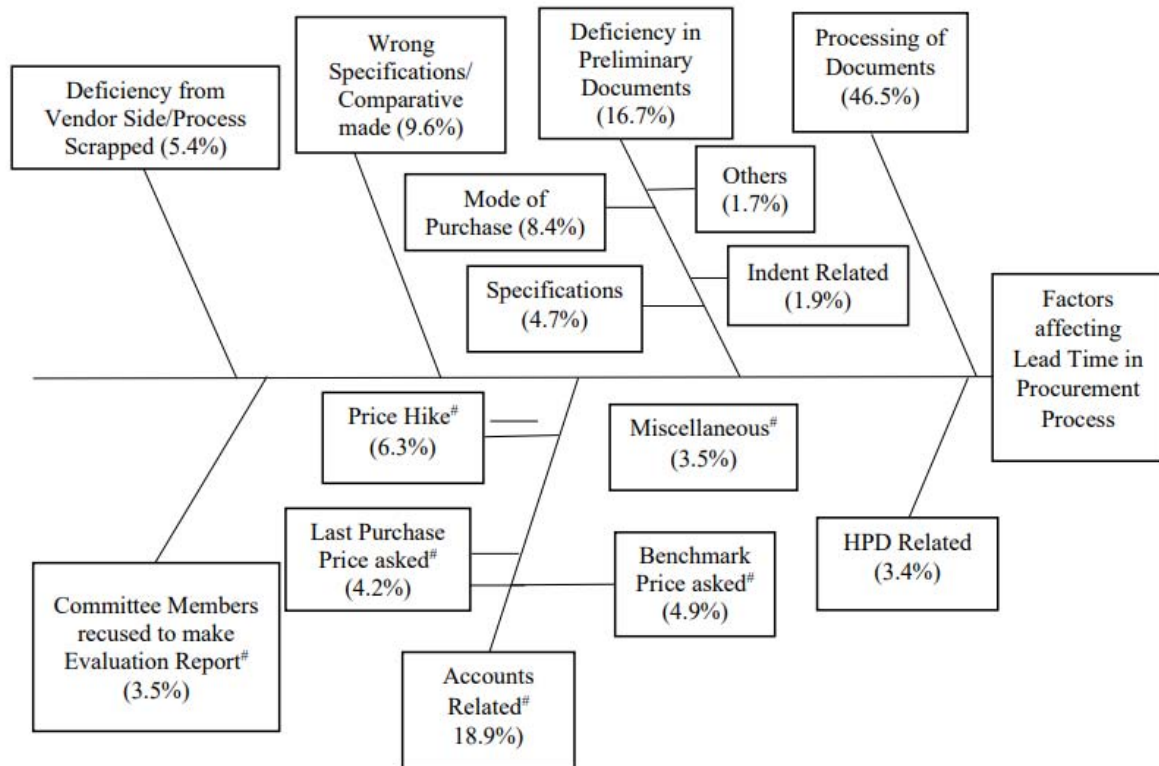 Deficiency from
Vendor Side/Process
Scrapped (5.4%)
Wrong
Specifications/
Comparative
made (9.6%)
Deficiency in
Preliminary
Documents
(16.7%)
Processing of
Documents
(46.5%)
Mode of
Purchase (8.4%)
Others
(1.7%)
Specifications
(4.7%)
Indent Related
(1.9%)
Factors
affecting
Lead Time in
Procurement
Process
Price Hike#
(6.3%)
Miscellaneous#
(3.5%)
Last Purchase
Price asked#
(4.2%)
Benchmark
Price asked#
(4.9%)
HPD Related
(3.4%)
Committee Members
recused to make
Evaluation Report#
(3.5%)
Accounts
Related#
18.9%)